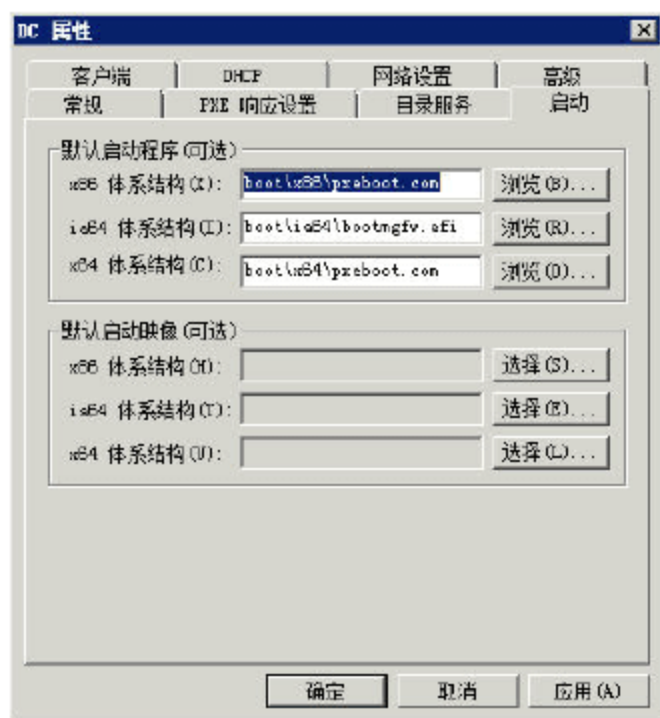 DC 属性
客户端 DHCP 网络设置 高级
常规 PXE 响应设置 目录服务 启动
默认启动程序(可选)
x86 体系结构(X): boot\x86\pxeboot.com 浏览(B)...
ia64 体系结构(I): boot\ia64\bootmgfw.efi 浏览(R)...
x64 体系结构(C): boot\x64\pxeboot.com 浏览(O)...
默认启动映像(可选)
x86 体系结构(H): 选择(S)...
ia64 体系结构(T): 选择(E)...
x64 体系结构(U): 选择(L)...
确定 取消 应用(A)